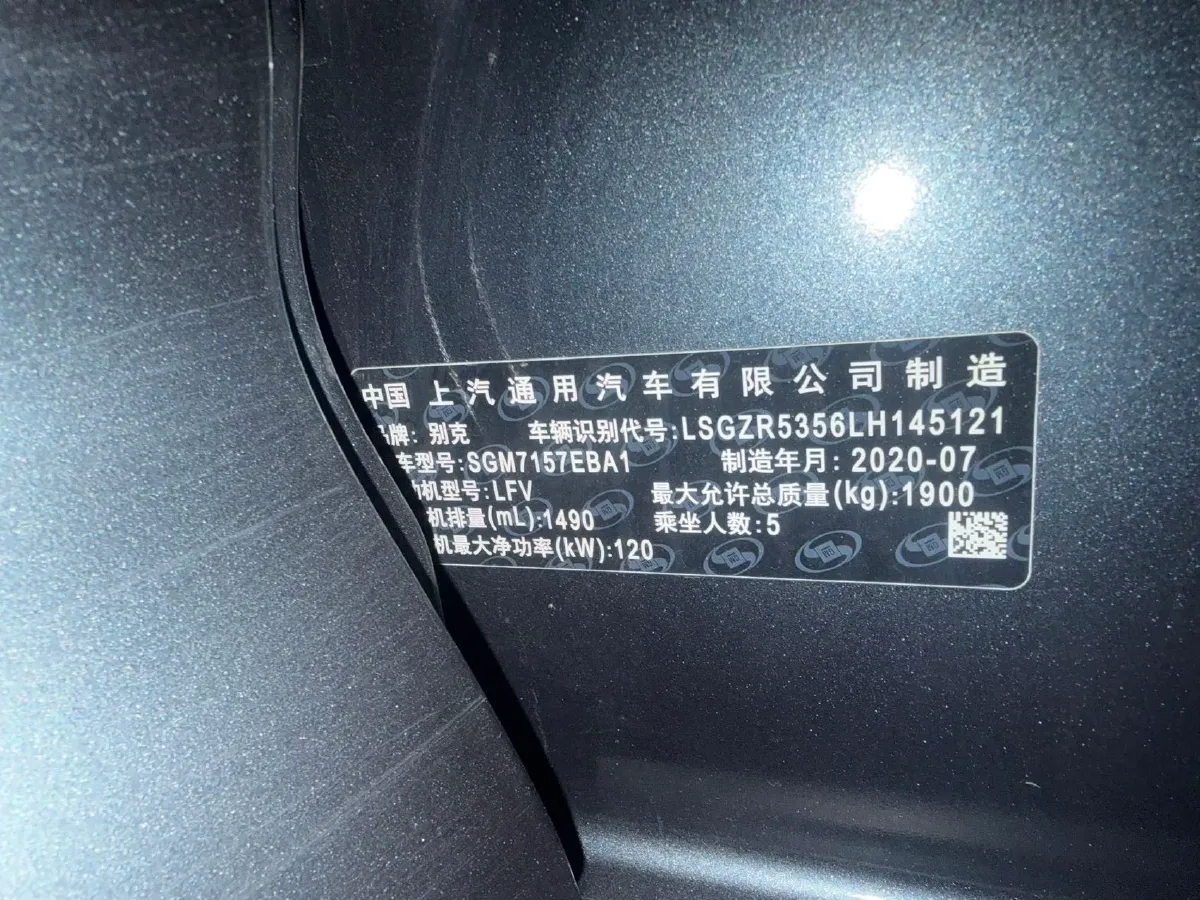 中国 上汽通用汽车有限公司制造
品牌: 别克 车辆识别代号:LSGZR5356LH145121
车型号:SGM7157EBA1 制造年月:2020-07
动机型号:LFV 最大允许总质量(kg):1900
机排量(mL):1490 乘坐人数:5
机最大净功率(kW):120